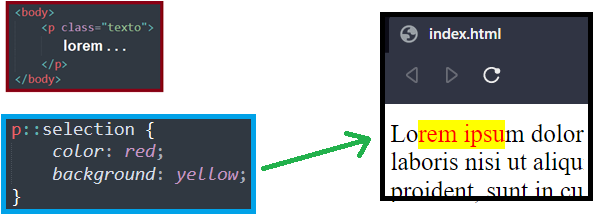 <body>
<p class="texto">
lorem . . .
</p>
</body>
p::selection {
color: red;
background: yellow;
}
index.html
Lorem ipsum dolor
laboris nisi ut aliqu
proident, sunt in cu